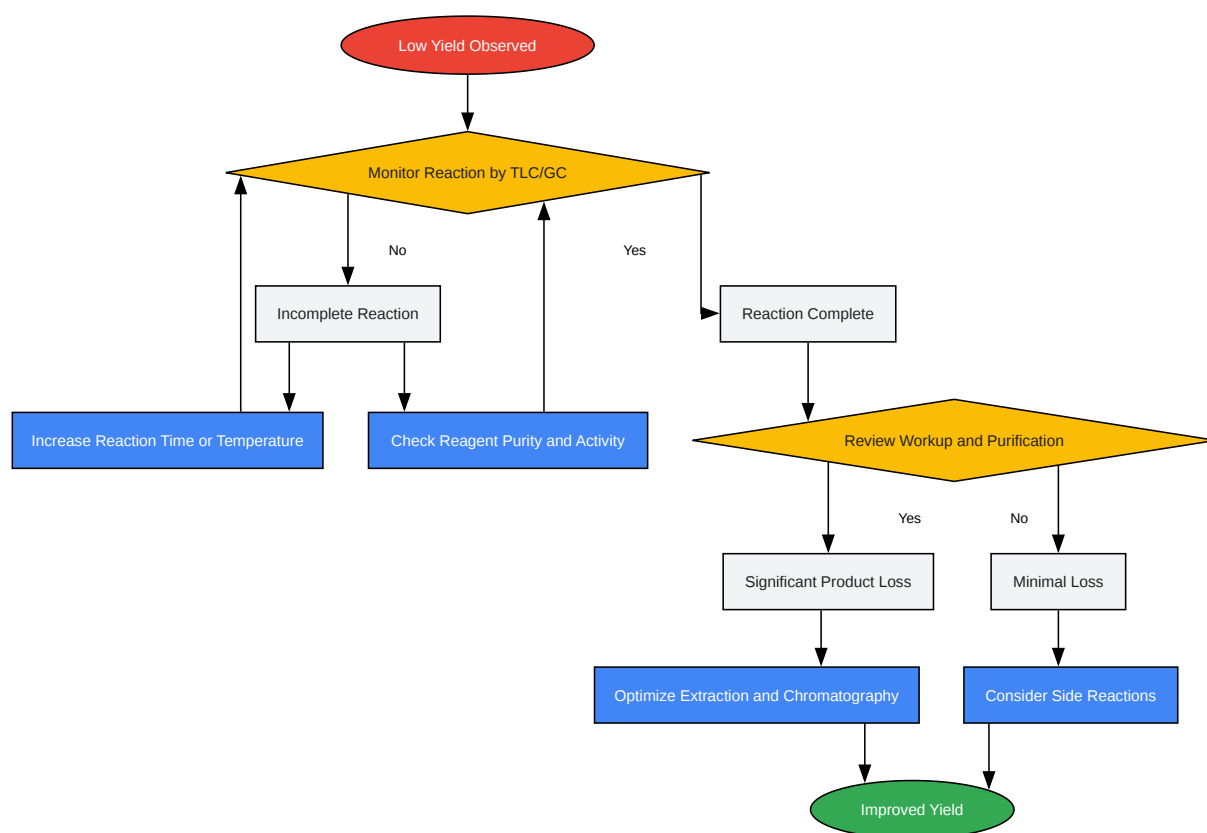 Low Yield Observed
Monitor Reaction by TLC/GC
No
Yes
Incomplete Reaction
Reaction Complete
Increase Reaction Time or Temperature
Check Reagent Purity and Activity
Review Workup and Purification
Yes
No
Significant Product Loss
Minimal Loss
Optimize Extraction and Chromatography
Consider Side Reactions
Improved Yield